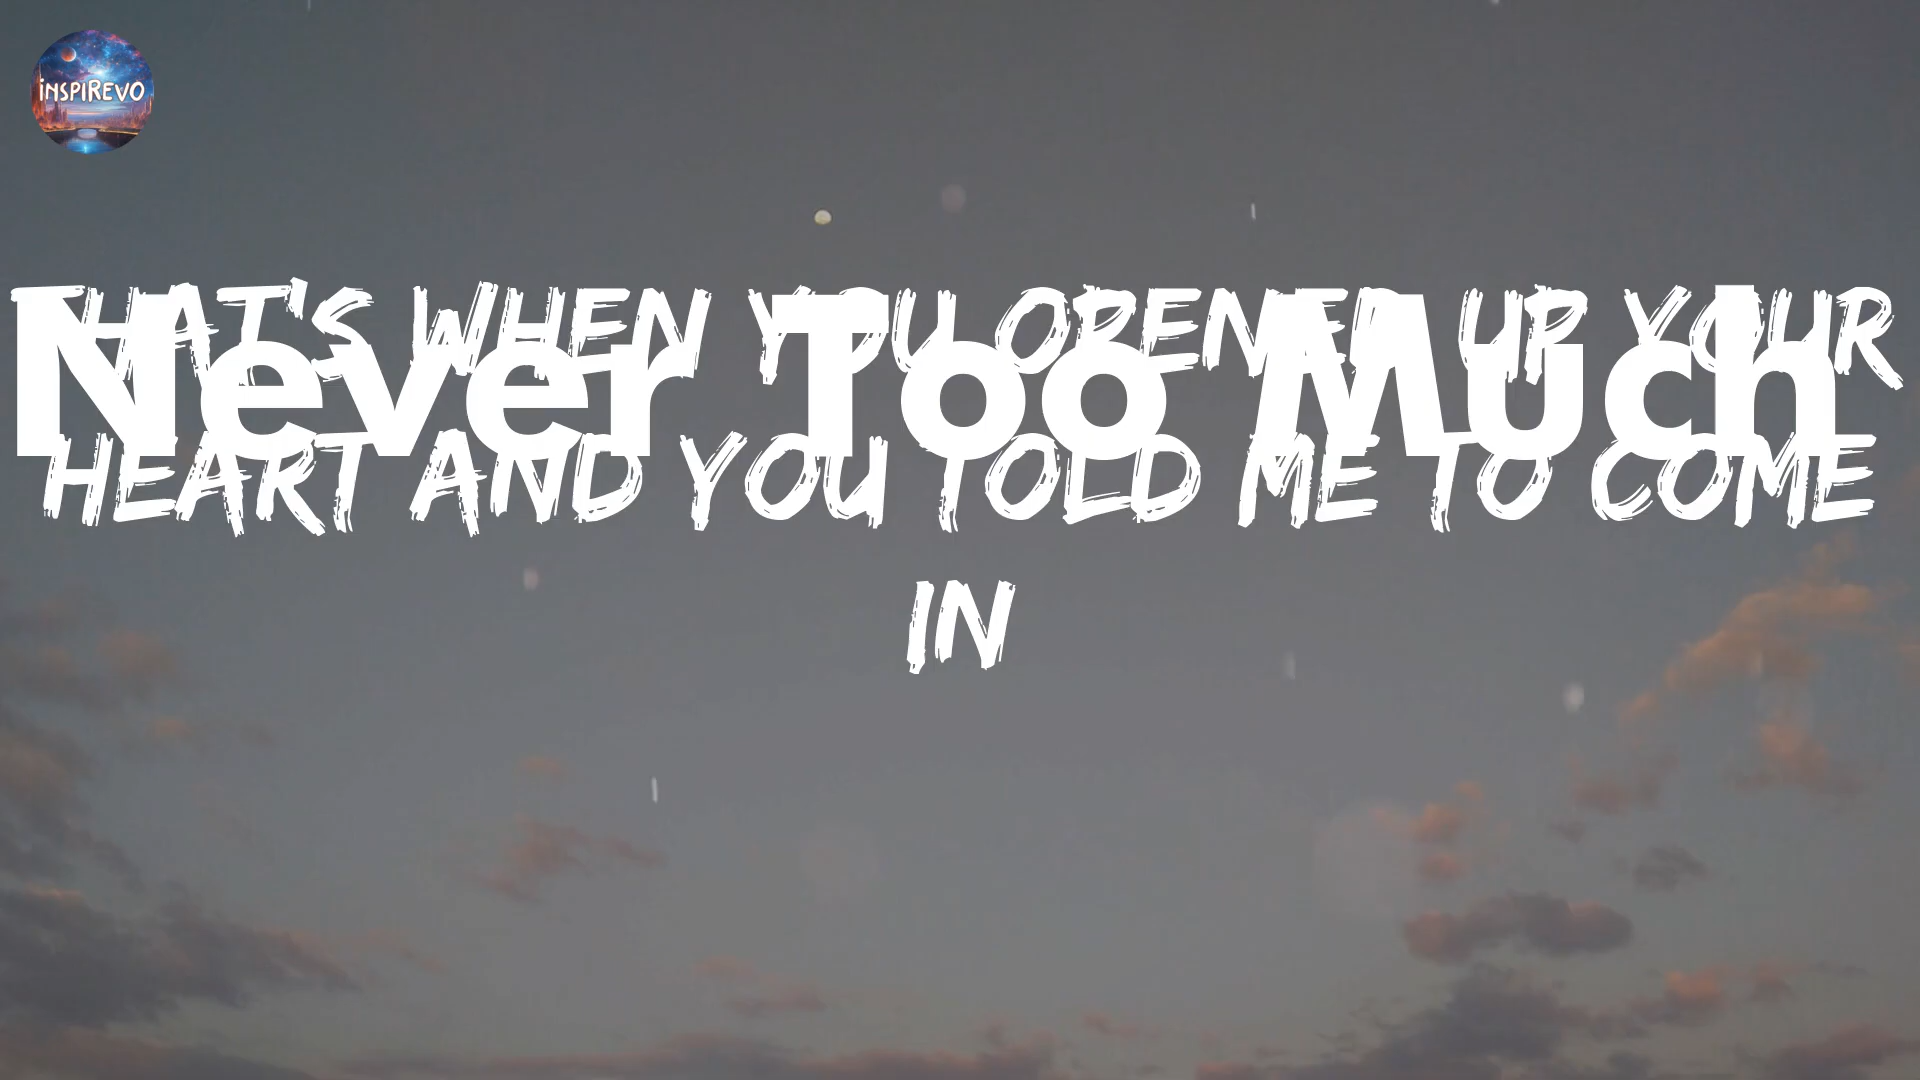 iNSPiREVO
THAT'S WHEN YOU OPENED UP YOUR
Never Too Much
HEART AND YOU TOLD ME TO COME
IN